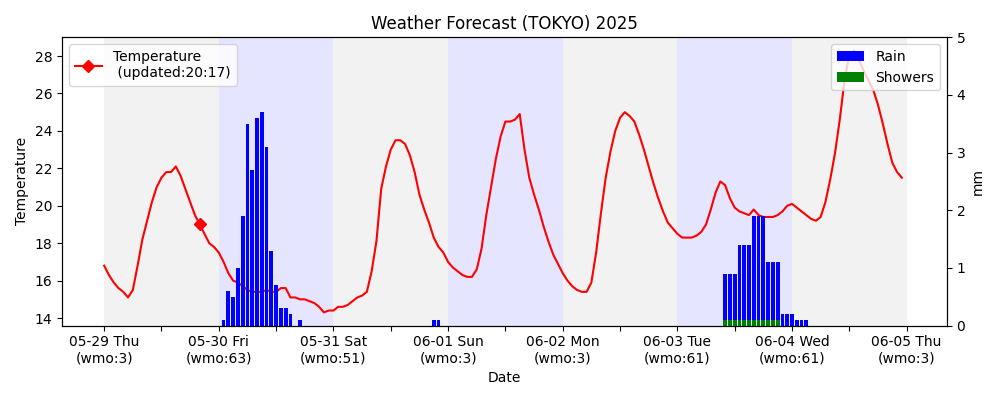 Weather Forecast (TOKYO) 2025
Temperature
(updated:20:17)
Rain
Showers
28
26
24
22
20
18
16
14
Temperature
5
4
3
2
1
0
mm
05-29 Thu
(wmo:3)
05-30 Fri
(wmo:63)
05-31 Sat
(wmo:51)
06-01 Sun
(wmo:3)
06-02 Mon
(wmo:3)
06-03 Tue
(wmo:61)
06-04 Wed
(wmo:61)
06-05 Thu
(wmo:3)
Date